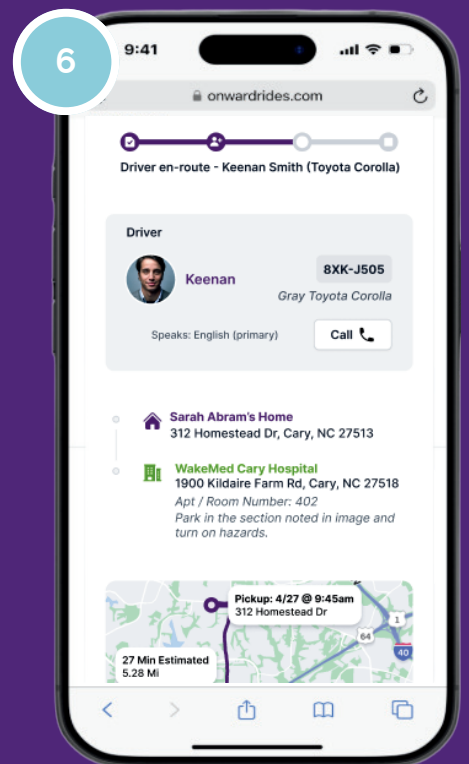 6
9:41
onwardrides.com
Driver en-route - Keenan Smith (Toyota Corolla)
Driver
Keenan
8XK-J505
Gray Toyota Corolla
Speaks: English (primary)
Call
Sarah Abram's Home
312 Homestead Dr, Cary, NC 27513
WakeMed Cary Hospital
1900 Kildaire Farm Rd, Cary, NC 27518
Apt / Room Number: 402
Park in the section noted in image and
turn on hazards.
Pickup: 4/27 @ 9:45am
312 Homestead Dr
1
64
40
27 Min Estimated
5.28 Mi